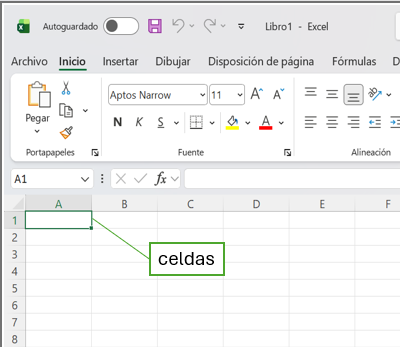 Autoguardado Libro1 - Excel
Archivo Inicio Insertar Dibujar Disposición de página Fórmulas D
Pegar Aptos Narrow 11 A A
N K S A ab
Portapapeles Fuente Alineación
A1 fx
A B C D E F
1
2
3
celdas
4
5
6
7
8